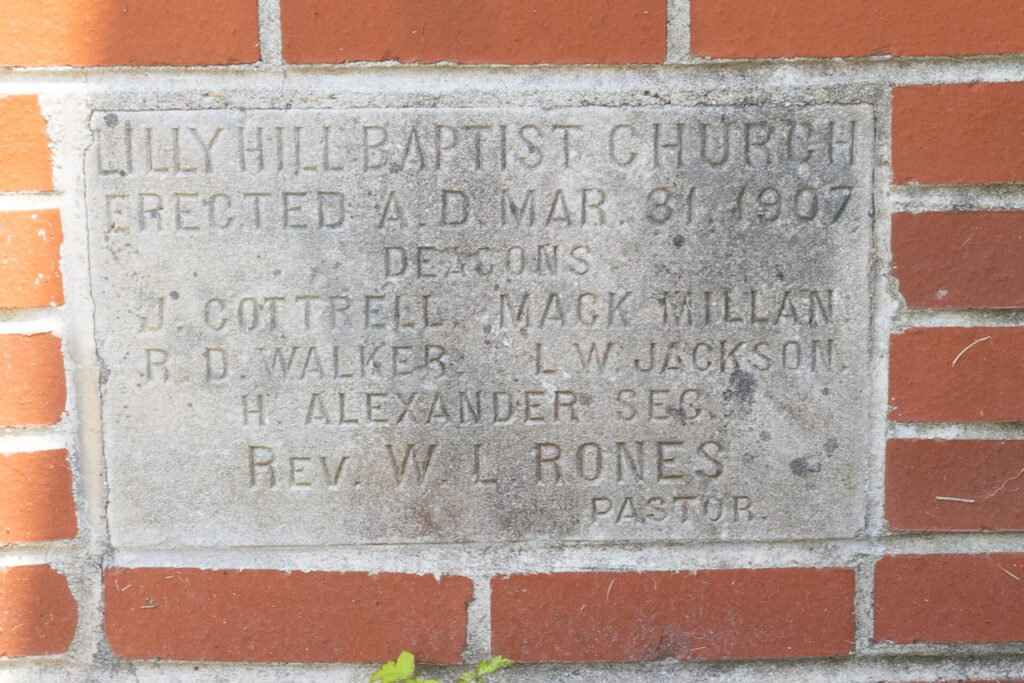 LILLY HILL BAPTIST CHURCH
ERECTED A.D. MAR. 31. 1907
DEACONS
J. COTTRELL. MACK MILLAN.
R. D. WALKER. L. W. JACKSON.
H. ALEXANDER SEC.
REV. W. L. RONES
PASTOR.